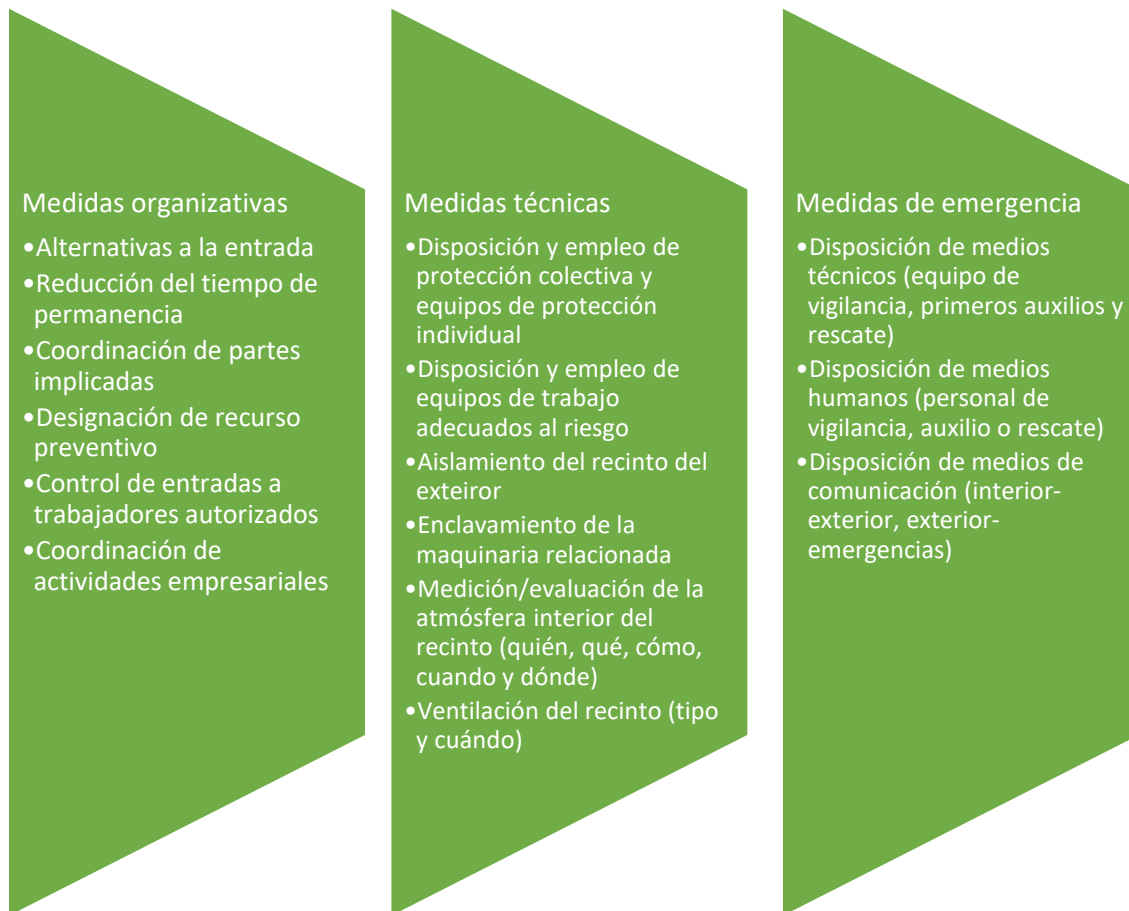 Medidas organizativas
•Alternativas a la entrada
•Reducción del tiempo de
permanencia
•Coordinación de partes
implicadas
•Designación de recurso
preventivo
•Control de entradas a
trabajadores autorizados
•Coordinación de
actividades empresariales
Medidas técnicas
•Disposición y empleo de
protección colectiva y
equipos de protección
individual
•Disposición y empleo de
equipos de trabajo
adecuados al riesgo
•Aislamiento del recinto del
exteiror
•Enclavamiento de la
maquinaria relacionada
•Medición/evaluación de la
atmósfera interior del
recinto (quién, qué, cómo,
cuando y dónde)
•Ventilación del recinto (tipo
y cuándo)
Medidas de emergencia
•Disposición de medios
técnicos (equipo de
vigilancia, primeros auxilios y
rescate)
•Disposición de medios
humanos (personal de
vigilancia, auxilio o rescate)
•Disposición de medios de
comunicación (interior-
exterior, exterior-
emergencias)